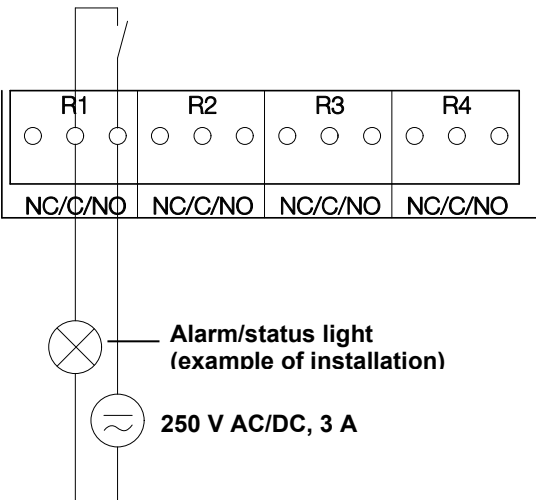 R1 R2 R3 R4
NC/C/NO NC/C/NO NC/C/NO NC/C/NO
Alarm/status light
(example of installation)
250 V AC/DC, 3 A